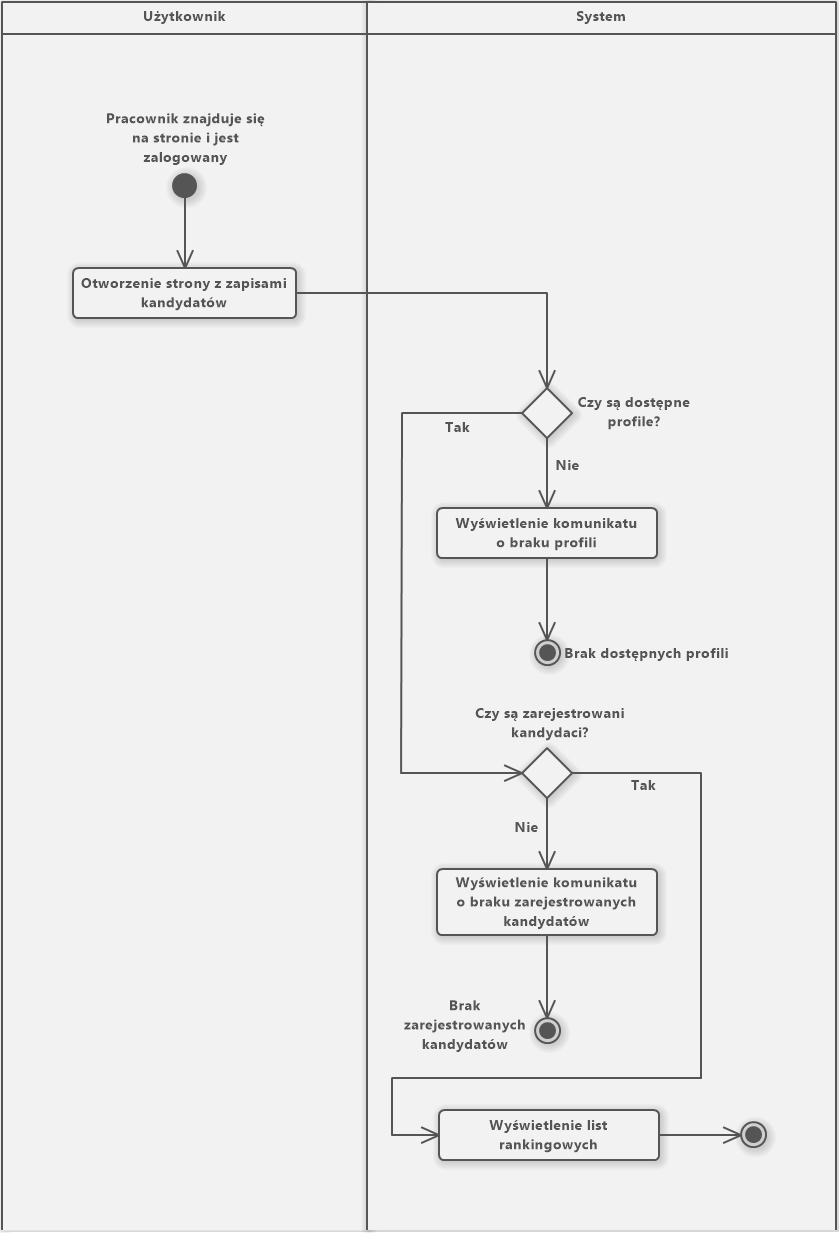 Użytkownik
System
Pracownik znajduje się
na stronie i jest
zalogowany
Otworzenie strony z zapisami
kandydatów
Czy są dostępne
profile?
Tak
Nie
Wyświetlenie komunikatu
o braku profili
Brak dostępnych profili
Czy są zarejestrowani
kandydaci?
Tak
Nie
Wyświetlenie komunikatu
o braku zarejestrowanych
kandydatów
Brak
zarejestrowanych
kandydatów
Wyświetlenie list
rankingowych